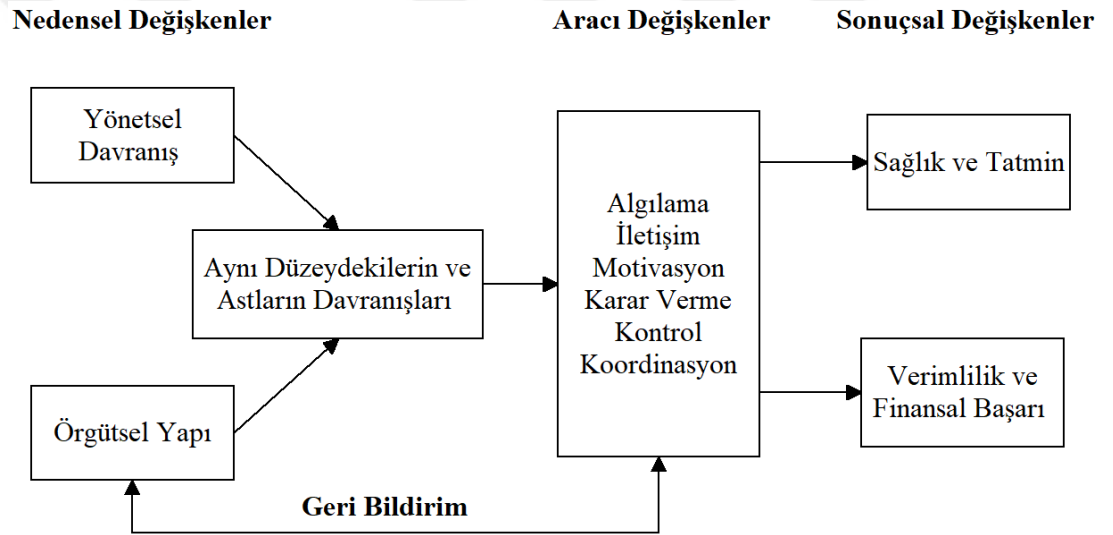 Nedensel Değişkenler
Aracı Değişkenler
Sonuçsal Değişkenler
Yönetsel
Davranış
Aynı Düzeydekilerin ve
Astların Davranışları
Örgütsel Yapı
Algılama
İletişim
Motivasyon
Karar Verme
Kontrol
Koordinasyon
Sağlık ve Tatmin
Verimlilik ve
Finansal Başarı
Geri Bildirim